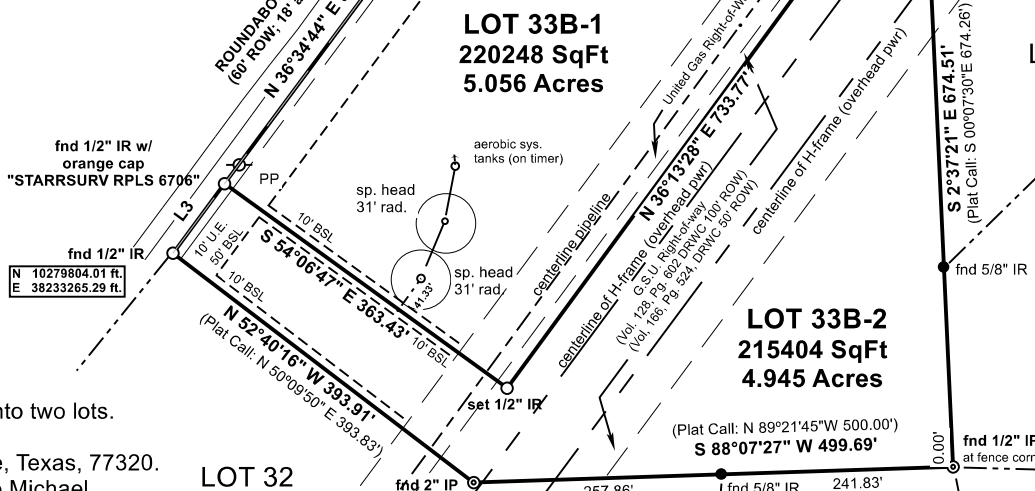 ROUNDABO
(60' ROW; 18' a
N 36°34'44" E
LOT 33B-1
220248 SqFt
5.056 Acres
United Gas Right-of-W
fnd 1/2" IR w/
orange cap
"STARRSURV RPLS 6706"
PP
aerobic sys.
tanks (on timer)
sp. head
31' rad.
sp. head
31' rad.
41.33'
L3
fnd 1/2" IR
N 10279804.01 ft.
E 38233265.29 ft.
10' U.E.
50' BSL
10' BSL
10' BSL
S 54°06'47" E 363.43'
10' BSL
N 52°40'16" W 393.91'
(Plat Call: N 50°09'50" E 393.83')
centerline pipeline
N 36°13'28" E 733.77'
centerline of H-frame (overhead pwr)
G.S.U. Right-of-way
(Vol. 128, Pg. 602 DRWC 100' ROW)
(Vol. 166, Pg. 524, DRWC 50' ROW)
centerline of H-frame (overhead pwr)
S 2°37'21" E 674.51'
(Plat Call: S 00°07'30"E 674.26')
fnd 5/8" IR
LOT 33B-2
215404 SqFt
4.945 Acres
set 1/2" IR
(Plat Call: N 89°21'45"W 500.00')
S 88°07'27" W 499.69'
0.00'
fnd 1/2" IF
at fence corn
nto two lots.
e, Texas, 77320.
Michael
LOT 32
fnd 2" IP
257.86'
fnd 5/8" IR
241.83'